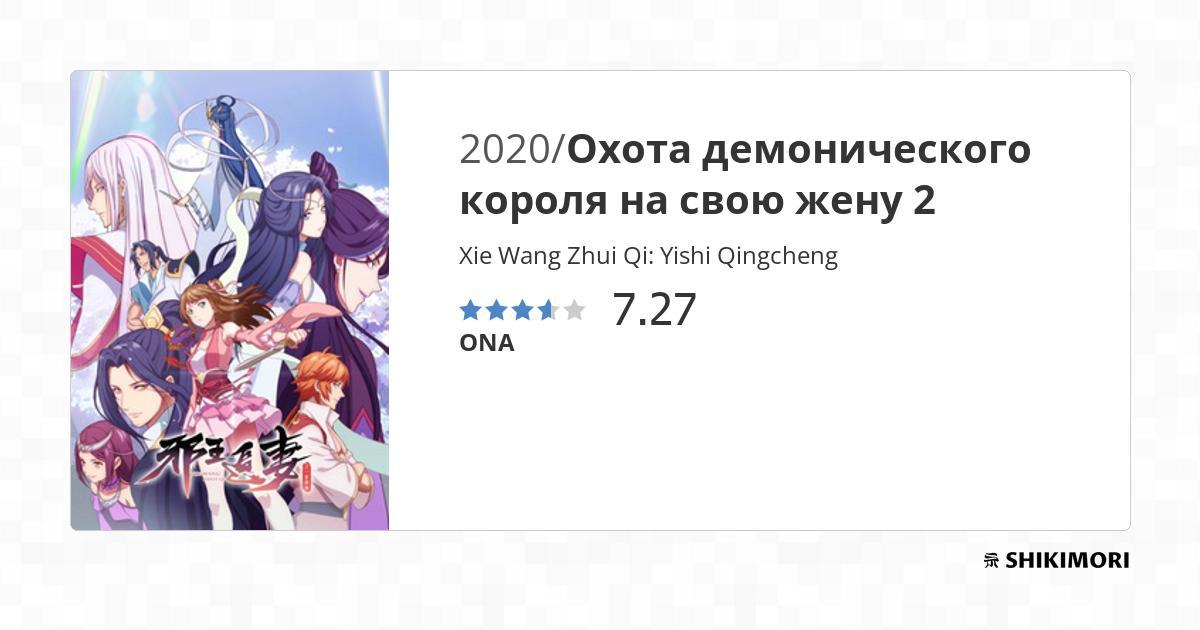 2020/Охота демонического
короля на свою жену 2
Xie Wang Zhui Qi: Yishi Qingcheng
7.27
ONA
邪王追妻
SHIKIMORI